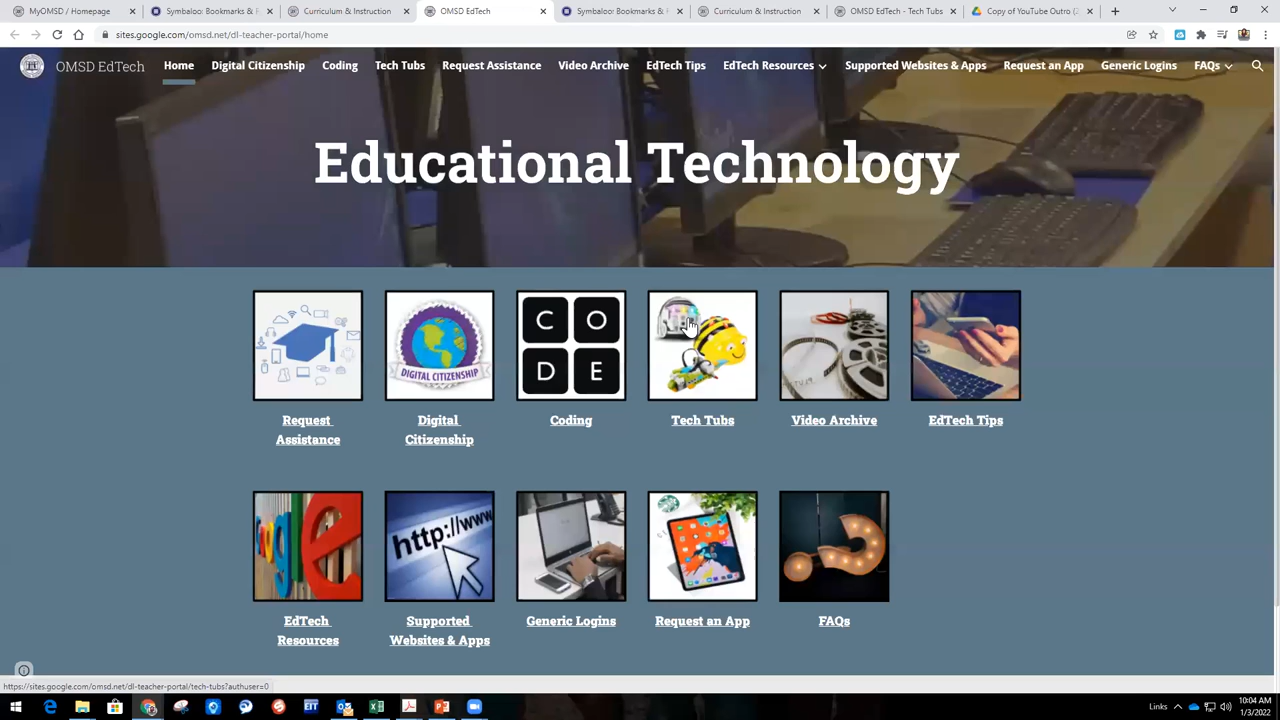 MyOMSD / Homepage
Symbaloo: Bookmarks & F
Curriculum & Instruction
OMSD EdTech
Symbaloo: Bookmarks & F
Curriculum & Instruction
OMSD EdTech - Tech Tubs
Copy of YouTube Outro (2
sites.google.com/omsd.net/dl-teacher-portal/home
OMSD EdTech
Home
Digital Citizenship
Coding
Tech Tubs
Request Assistance
Video Archive
EdTech Tips
EdTech Resources
Supported Websites & Apps
Request an App
Generic Logins
FAQs
Educational Technology
DIGITAL CITIZENSHIP
C O
D E
Request
Assistance
Digital
Citizenship
Coding
Tech Tubs
Video Archive
EdTech Tips
http://www
EdTech
Resources
Supported
Websites & Apps
Generic Logins
Request an App
FAQs
https://sites.google.com/omsd.net/dl-teacher-portal/tech-tubs?authuser=0
EIT
Links
10:04 AM
1/3/2022